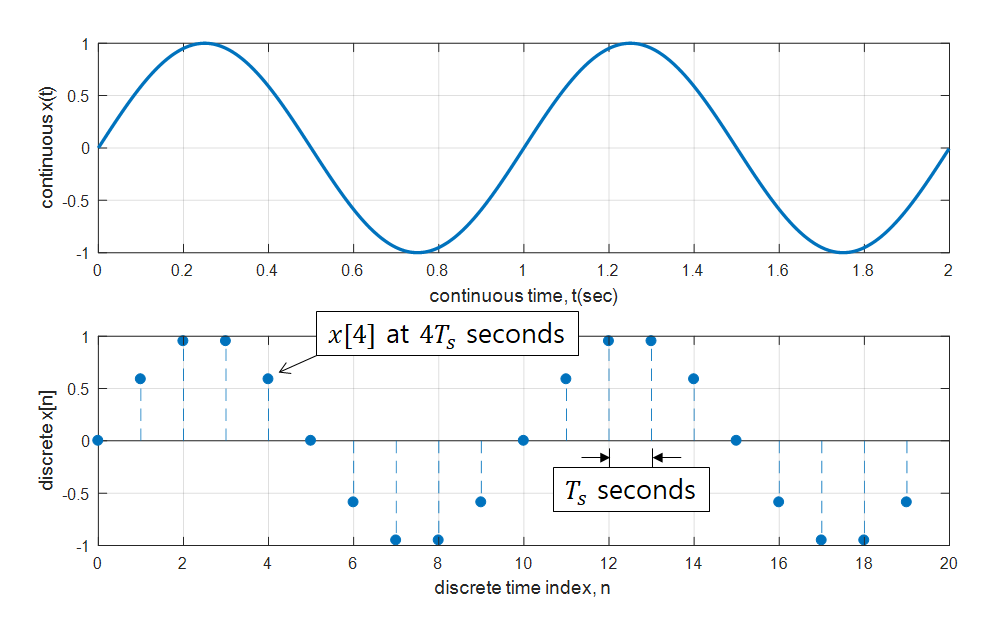 continuous x(t)
1
0.5
0
-0.5
-1
0 0.2 0.4 0.6 0.8 1 1.2 1.4 1.6 1.8 2
continuous time, t(sec)
x[4] at 4Tₛ seconds
discrete x[n]
1
0.5
0
-0.5
-1
Tₛ seconds
0 2 4 6 8 10 12 14 16 18 20
discrete time index, n